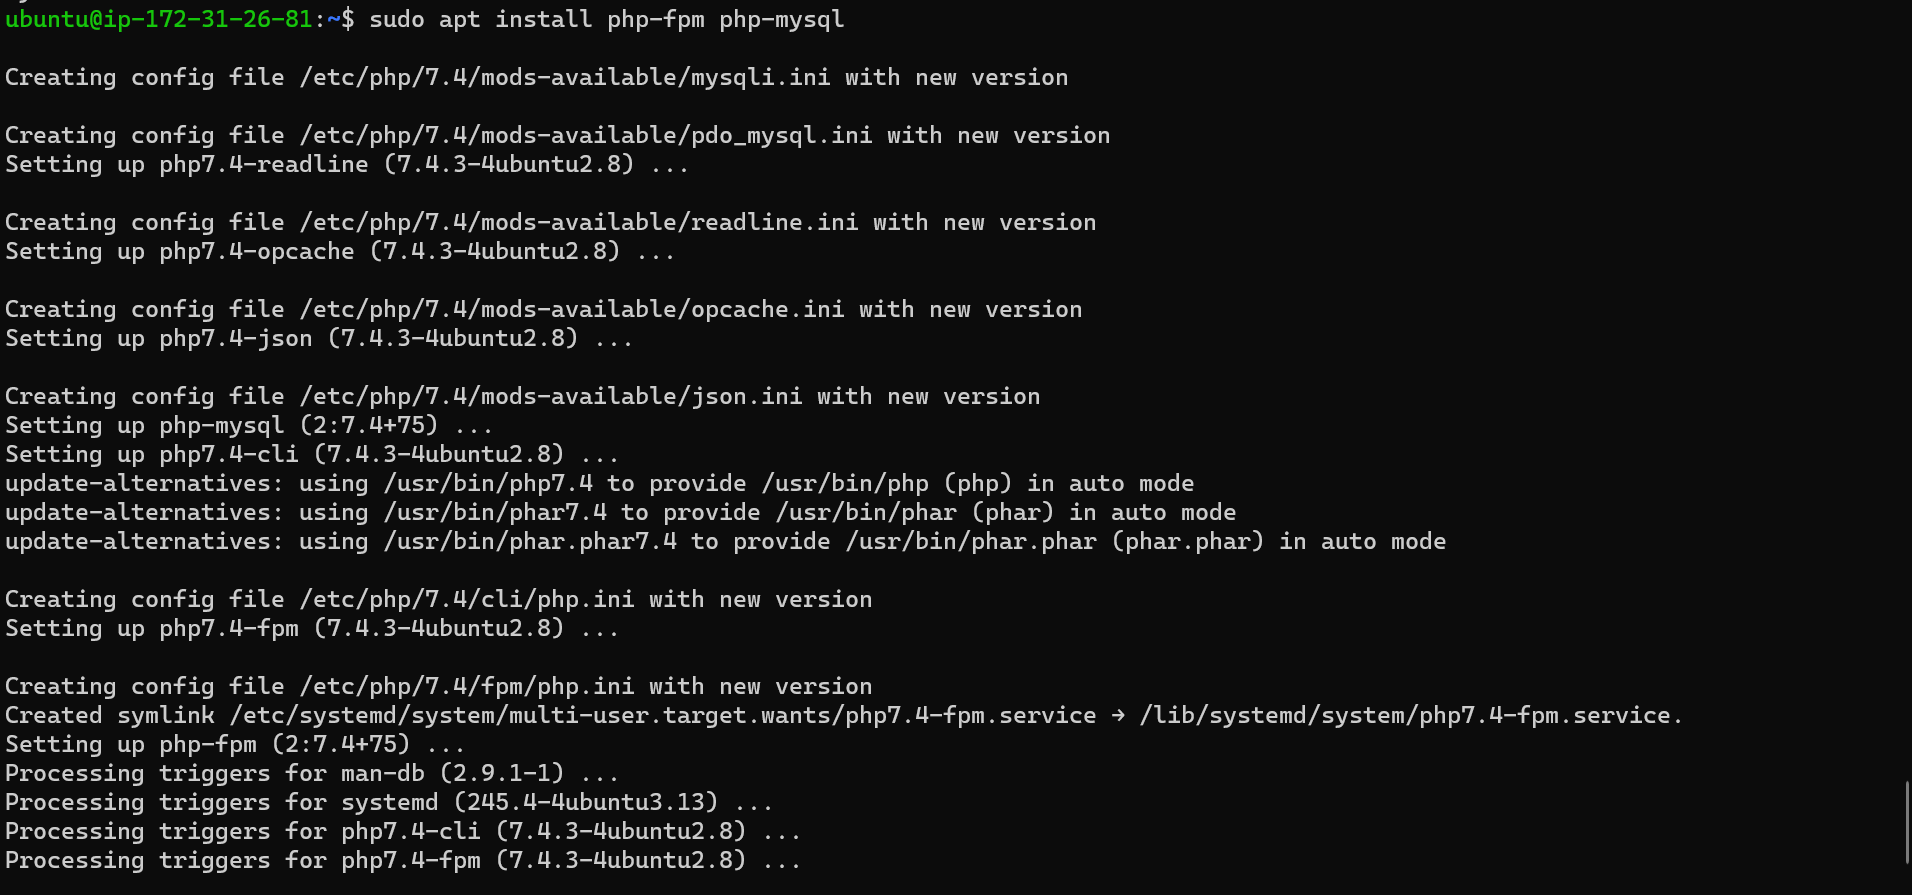 ubuntu@ip-172-31-26-81:~$ sudo apt install php-fpm php-mysql
Creating config file /etc/php/7.4/mods-available/mysqli.ini with new version
Creating config file /etc/php/7.4/mods-available/pdo_mysql.ini with new version
Setting up php7.4-readline (7.4.3-4ubuntu2.8) ...
Creating config file /etc/php/7.4/mods-available/readline.ini with new version
Setting up php7.4-opcache (7.4.3-4ubuntu2.8) ...
Creating config file /etc/php/7.4/mods-available/opcache.ini with new version
Setting up php7.4-json (7.4.3-4ubuntu2.8) ...
Creating config file /etc/php/7.4/mods-available/json.ini with new version
Setting up php-mysql (2:7.4+75) ...
Setting up php7.4-cli (7.4.3-4ubuntu2.8) ...
update-alternatives: using /usr/bin/php7.4 to provide /usr/bin/php (php) in auto mode
update-alternatives: using /usr/bin/phar7.4 to provide /usr/bin/phar (phar) in auto mode
update-alternatives: using /usr/bin/phar.phar7.4 to provide /usr/bin/phar.phar (phar.phar) in auto mode
Creating config file /etc/php/7.4/cli/php.ini with new version
Setting up php7.4-fpm (7.4.3-4ubuntu2.8) ...
Creating config file /etc/php/7.4/fpm/php.ini with new version
Created symlink /etc/systemd/system/multi-user.target.wants/php7.4-fpm.service → /lib/systemd/system/php7.4-fpm.service.
Setting up php-fpm (2:7.4+75) ...
Processing triggers for man-db (2.9.1-1) ...
Processing triggers for systemd (245.4-4ubuntu3.13) ...
Processing triggers for php7.4-cli (7.4.3-4ubuntu2.8) ...
Processing triggers for php7.4-fpm (7.4.3-4ubuntu2.8) ...